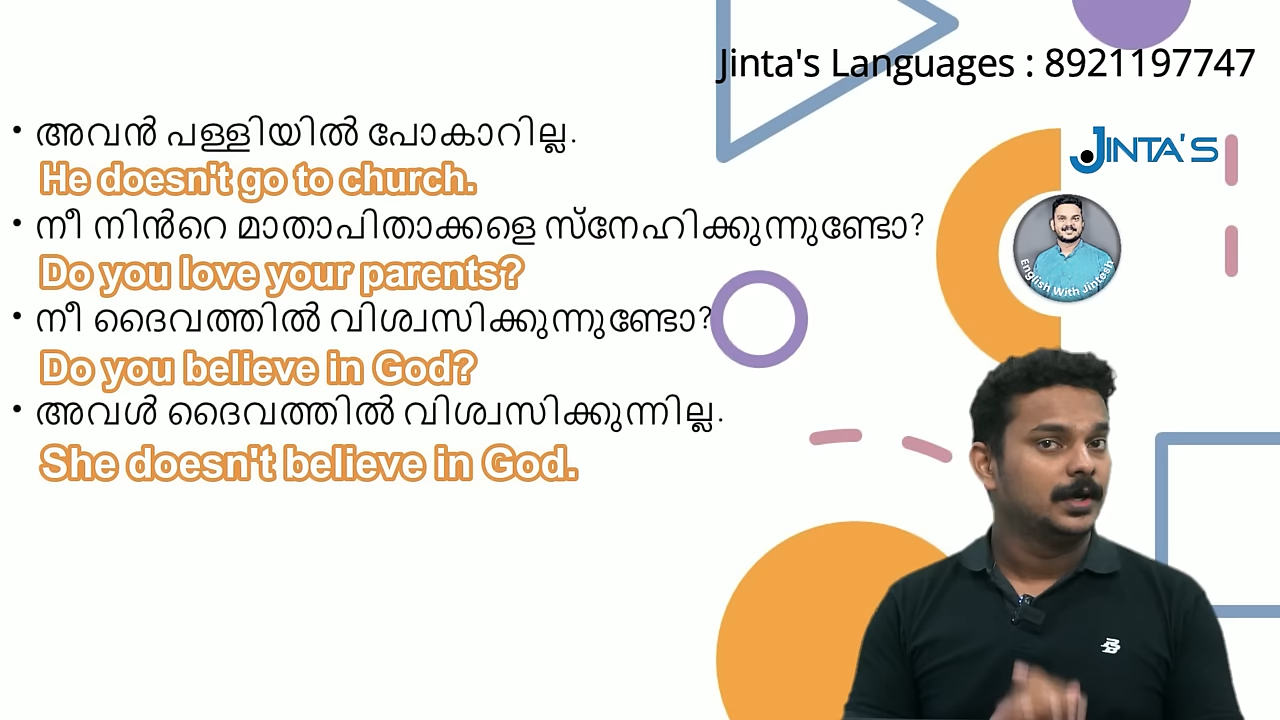 Jinta's Languages : 8921197747
JINTA'S
• അവൻ പള്ളിയിൽ പോകാറില്ല.
He doesn't go to church.
• നീ നിൻറെ മാതാപിതാക്കളെ സ്നേഹിക്കുന്നുണ്ടോ?
Do you love your parents?
• നീ ദൈവത്തിൽ വിശ്വസിക്കുന്നുണ്ടോ?
Do you believe in God?
• അവൾ ദൈവത്തിൽ വിശ്വസിക്കുന്നില്ല.
She doesn't believe in God.
English With Jintesh